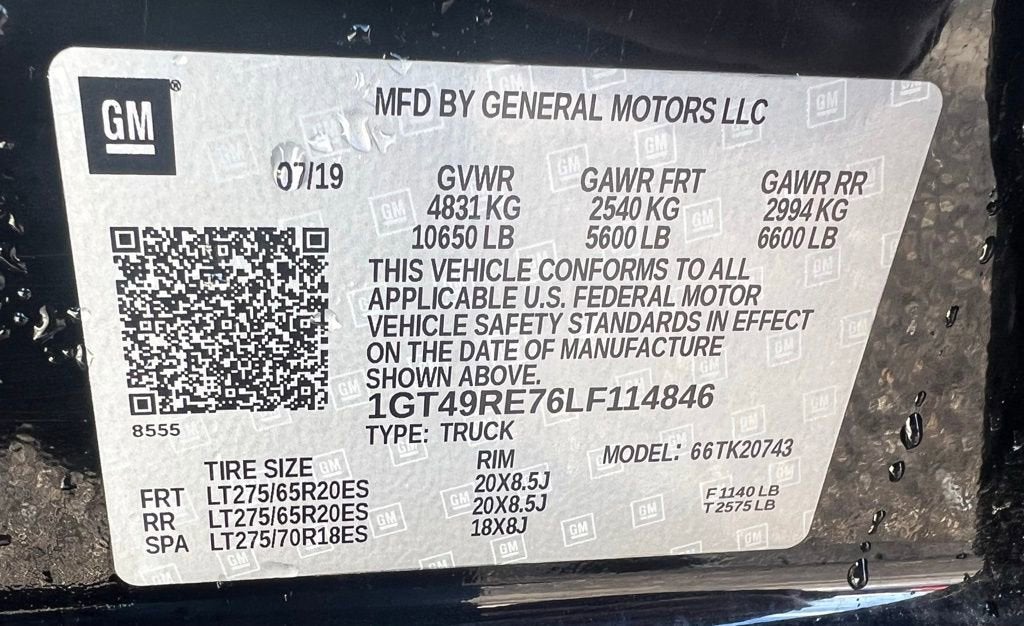 GM
MFD BY GENERAL MOTORS LLC
07/19
GVWR GAWR FRT GAWR RR
4831 KG 2540 KG 2994 KG
10650 LB 5600 LB 6600 LB
THIS VEHICLE CONFORMS TO ALL
APPLICABLE U.S. FEDERAL MOTOR
VEHICLE SAFETY STANDARDS IN EFFECT
ON THE DATE OF MANUFACTURE
SHOWN ABOVE.
1GT49RE76LF114846
8555
TYPE: TRUCK
MODEL: 66TK20743
TIRE SIZE RIM
FRT LT275/65R20ES 20X8.5J
RR LT275/65R20ES 20X8.5J
SPA LT275/70R18ES 18X8J
F 1140 LB
T 2575 LB